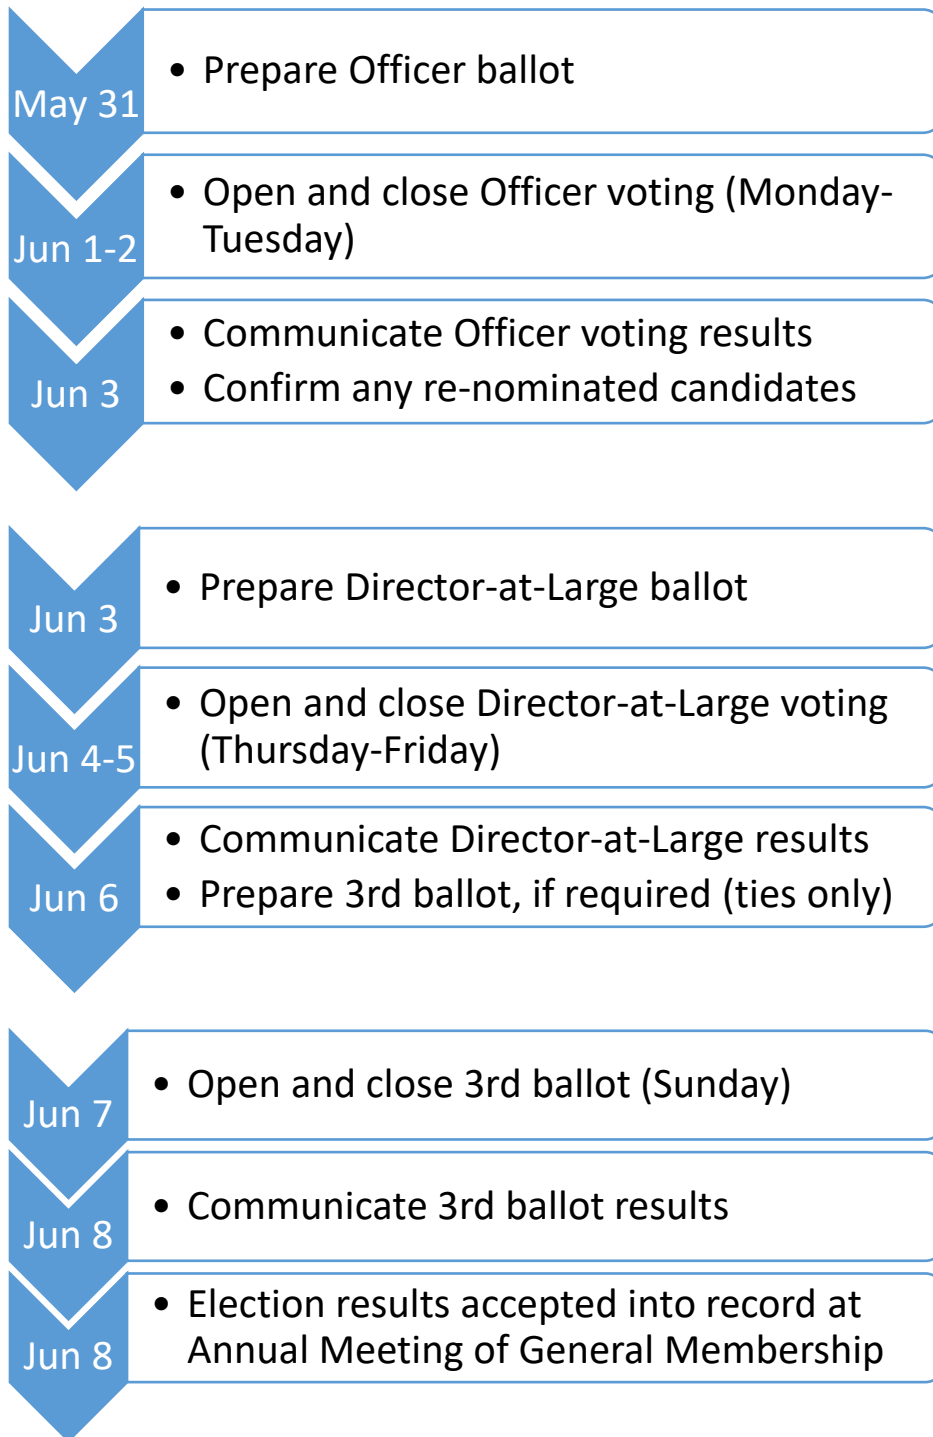 May 31
• Prepare Officer ballot
Jun 1-2
• Open and close Officer voting (Monday-
Tuesday)
Jun 3
• Communicate Officer voting results
• Confirm any re-nominated candidates
Jun 3
• Prepare Director-at-Large ballot
Jun 4-5
• Open and close Director-at-Large voting
(Thursday-Friday)
Jun 6
• Communicate Director-at-Large results
• Prepare 3rd ballot, if required (ties only)
Jun 7
• Open and close 3rd ballot (Sunday)
Jun 8
• Communicate 3rd ballot results
Jun 8
• Election results accepted into record at
Annual Meeting of General Membership